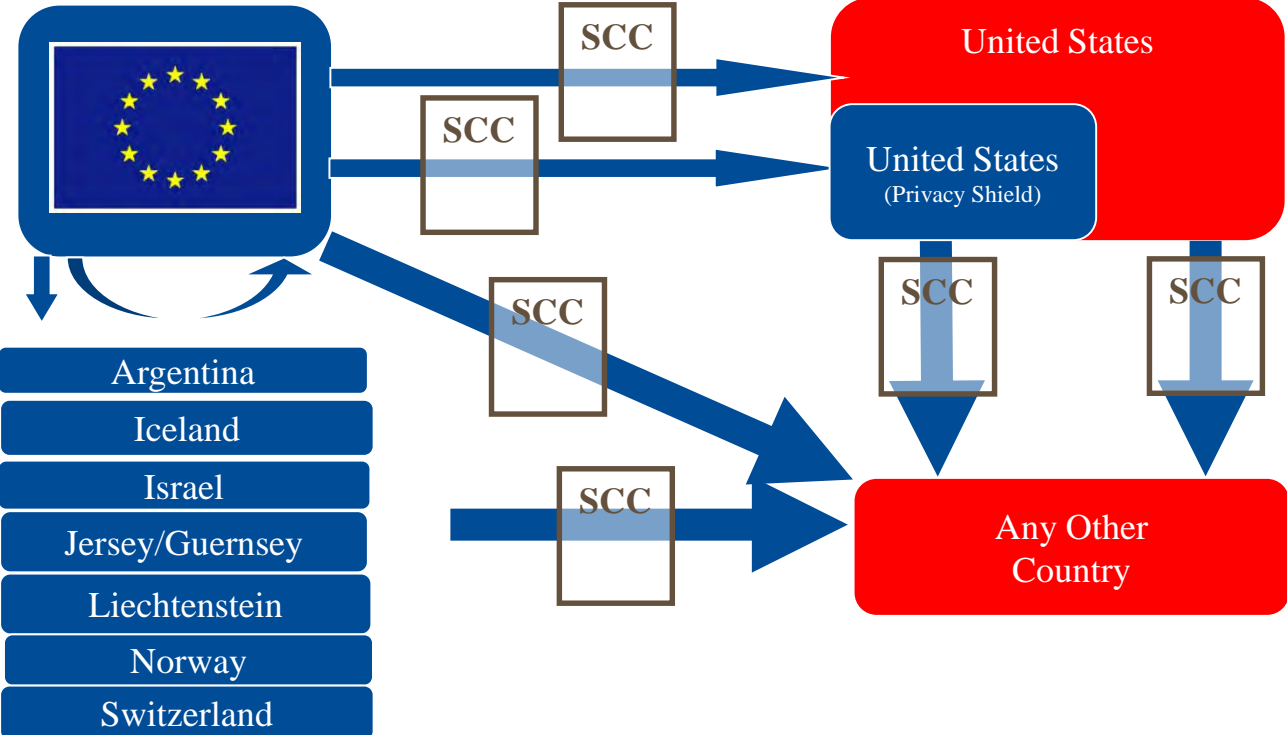 SCC
United States
SCC
United States
(Privacy Shield)
SCC
SCC
SCC
Argentina
Iceland
Israel
Jersey/Guernsey
Liechtenstein
Norway
Switzerland
SCC
Any Other
Country